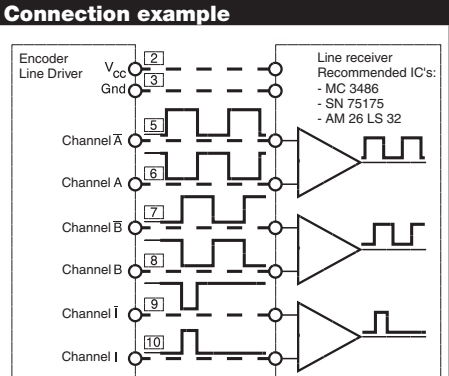 Connection example
Encoder
Line Driver
Vcc
2
Gnd
3
Line receiver
Recommended IC's:
- MC 3486
- SN 75175
- AM 26 LS 32
5
Channel A̅
6
Channel A
7
Channel B̅
8
Channel B
9
Channel I̅
10
Channel I